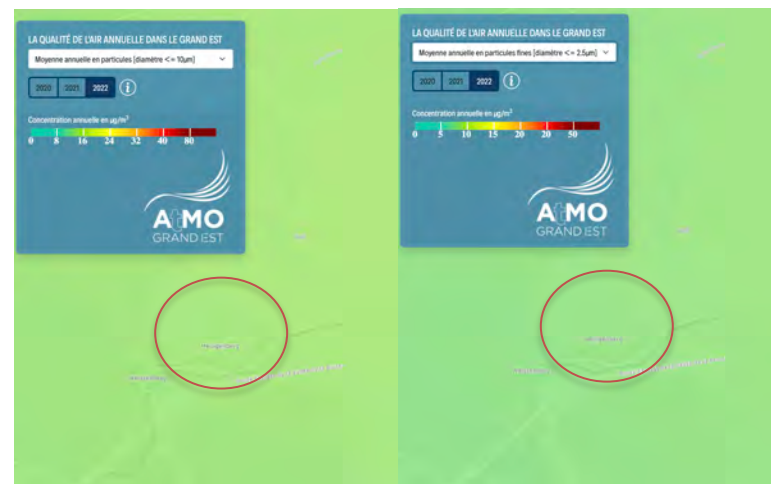 LA QUALITÉ DE L'AIR ANNUELLE DANS LE GRAND EST
Moyenne annuelle en particules [diamètre <= 10µm]
2020 2021 2022 i
Concentration annuelle en µg/m³
0 8 16 24 32 40 80
ATMO
GRAND EST
LA QUALITÉ DE L'AIR ANNUELLE DANS LE GRAND EST
Moyenne annuelle en particules fines [diamètre <= 2.5µm]
2020 2021 2022 i
Concentration annuelle en µg/m³
0 5 10 15 20 20 50
ATMO
GRAND EST